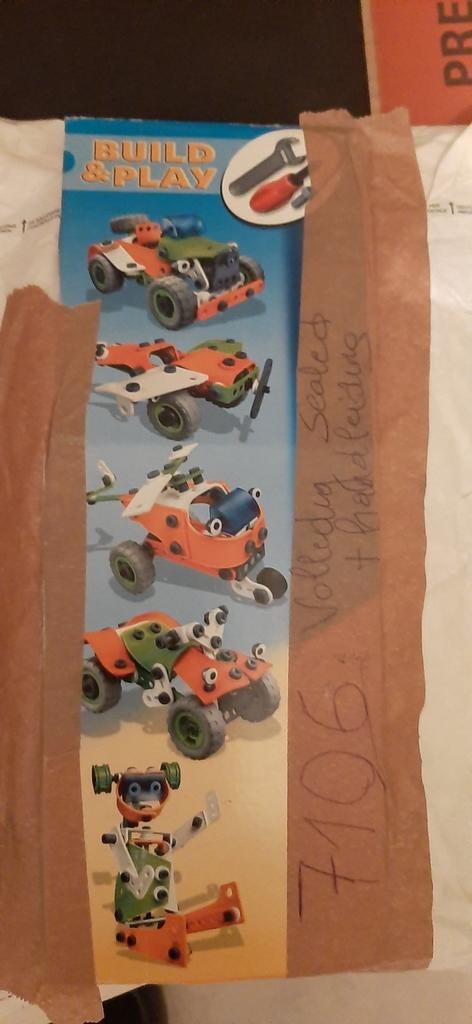 PRE
BUILD
&PLAY
Volledig sealed
+ handleiding
7106